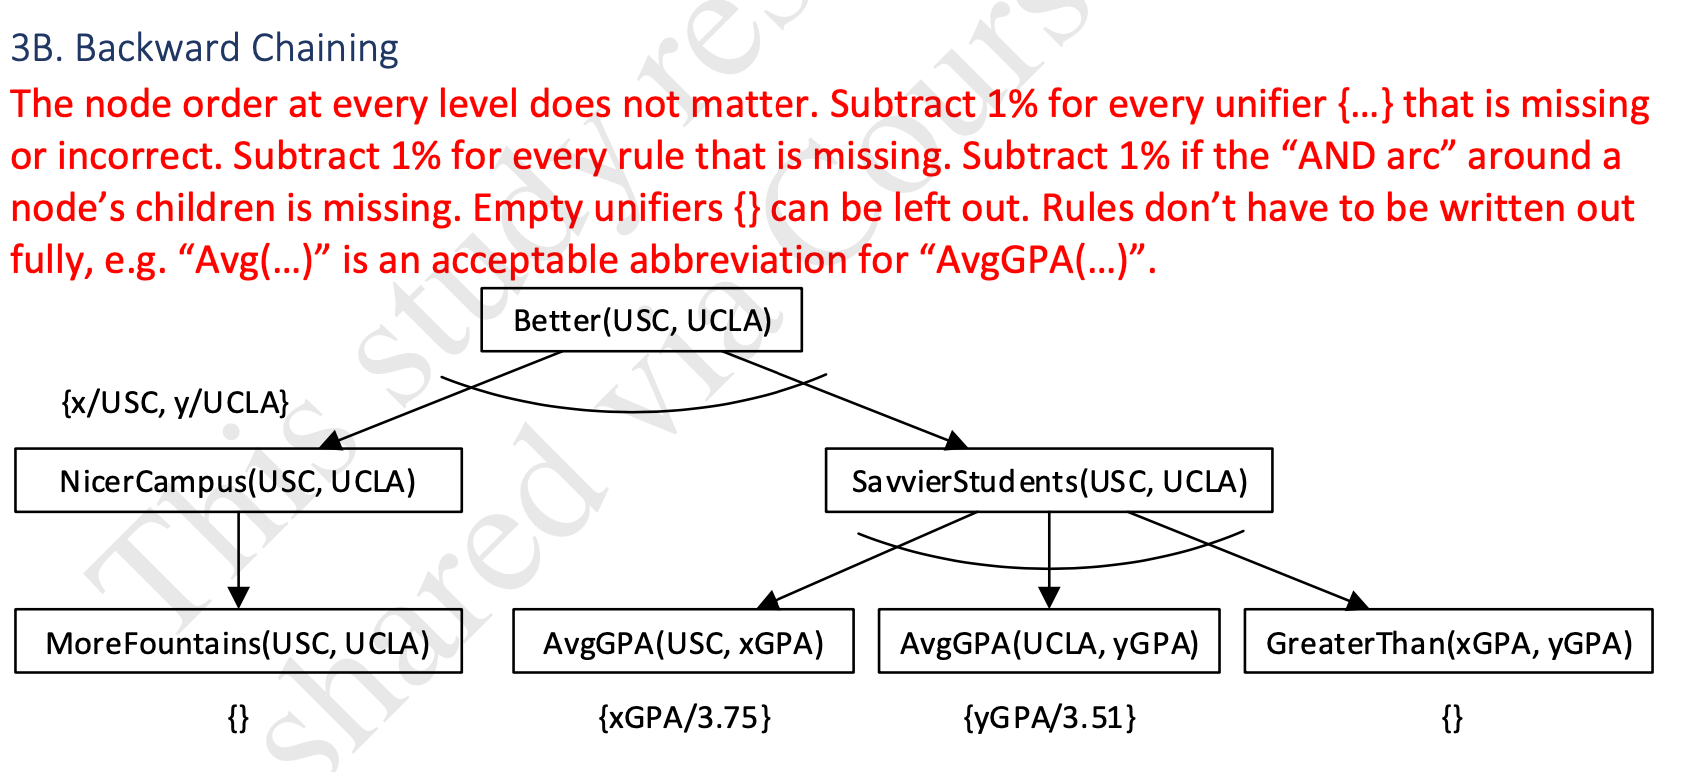 3B. Backward Chaining
The node order at every level does not matter. Subtract 1% for every unifier {...} that is missing
or incorrect. Subtract 1% for every rule that is missing. Subtract 1% if the “AND arc” around a
node’s children is missing. Empty unifiers {} can be left out. Rules don’t have to be written out
fully, e.g. “Avg(...)” is an acceptable abbreviation for “AvgGPA(...)”.
Better(USC, UCLA)
{x/USC, y/UCLA}
NicerCampus(USC, UCLA)
SavvierStudents(USC, UCLA)
MoreFountains(USC, UCLA)
AvgGPA(USC, xGPA)
AvgGPA(UCLA, yGPA)
GreaterThan(xGPA, yGPA)
{}
{xGPA/3.75}
{yGPA/3.51}
{}
This study res
shared via Cours